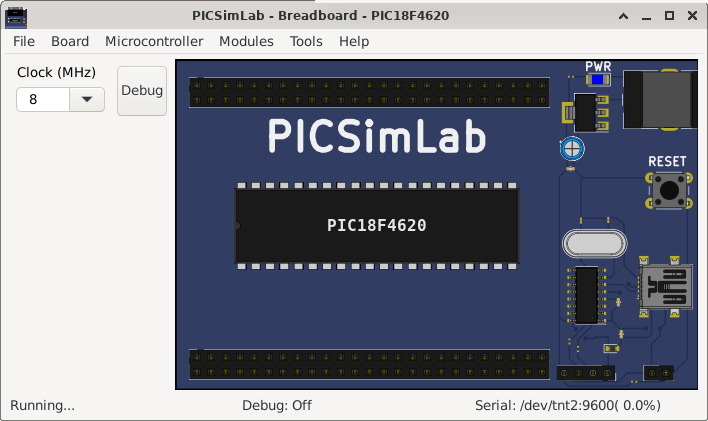 PICSimLab - Breadboard - PIC18F4620
File Board Microcontroller Modules Tools Help
Clock (MHz)
8
Debug
PWR
PICSimLab
RESET
PIC18F4620
Running...
Debug: Off
Serial: /dev/tnt2:9600( 0.0%)